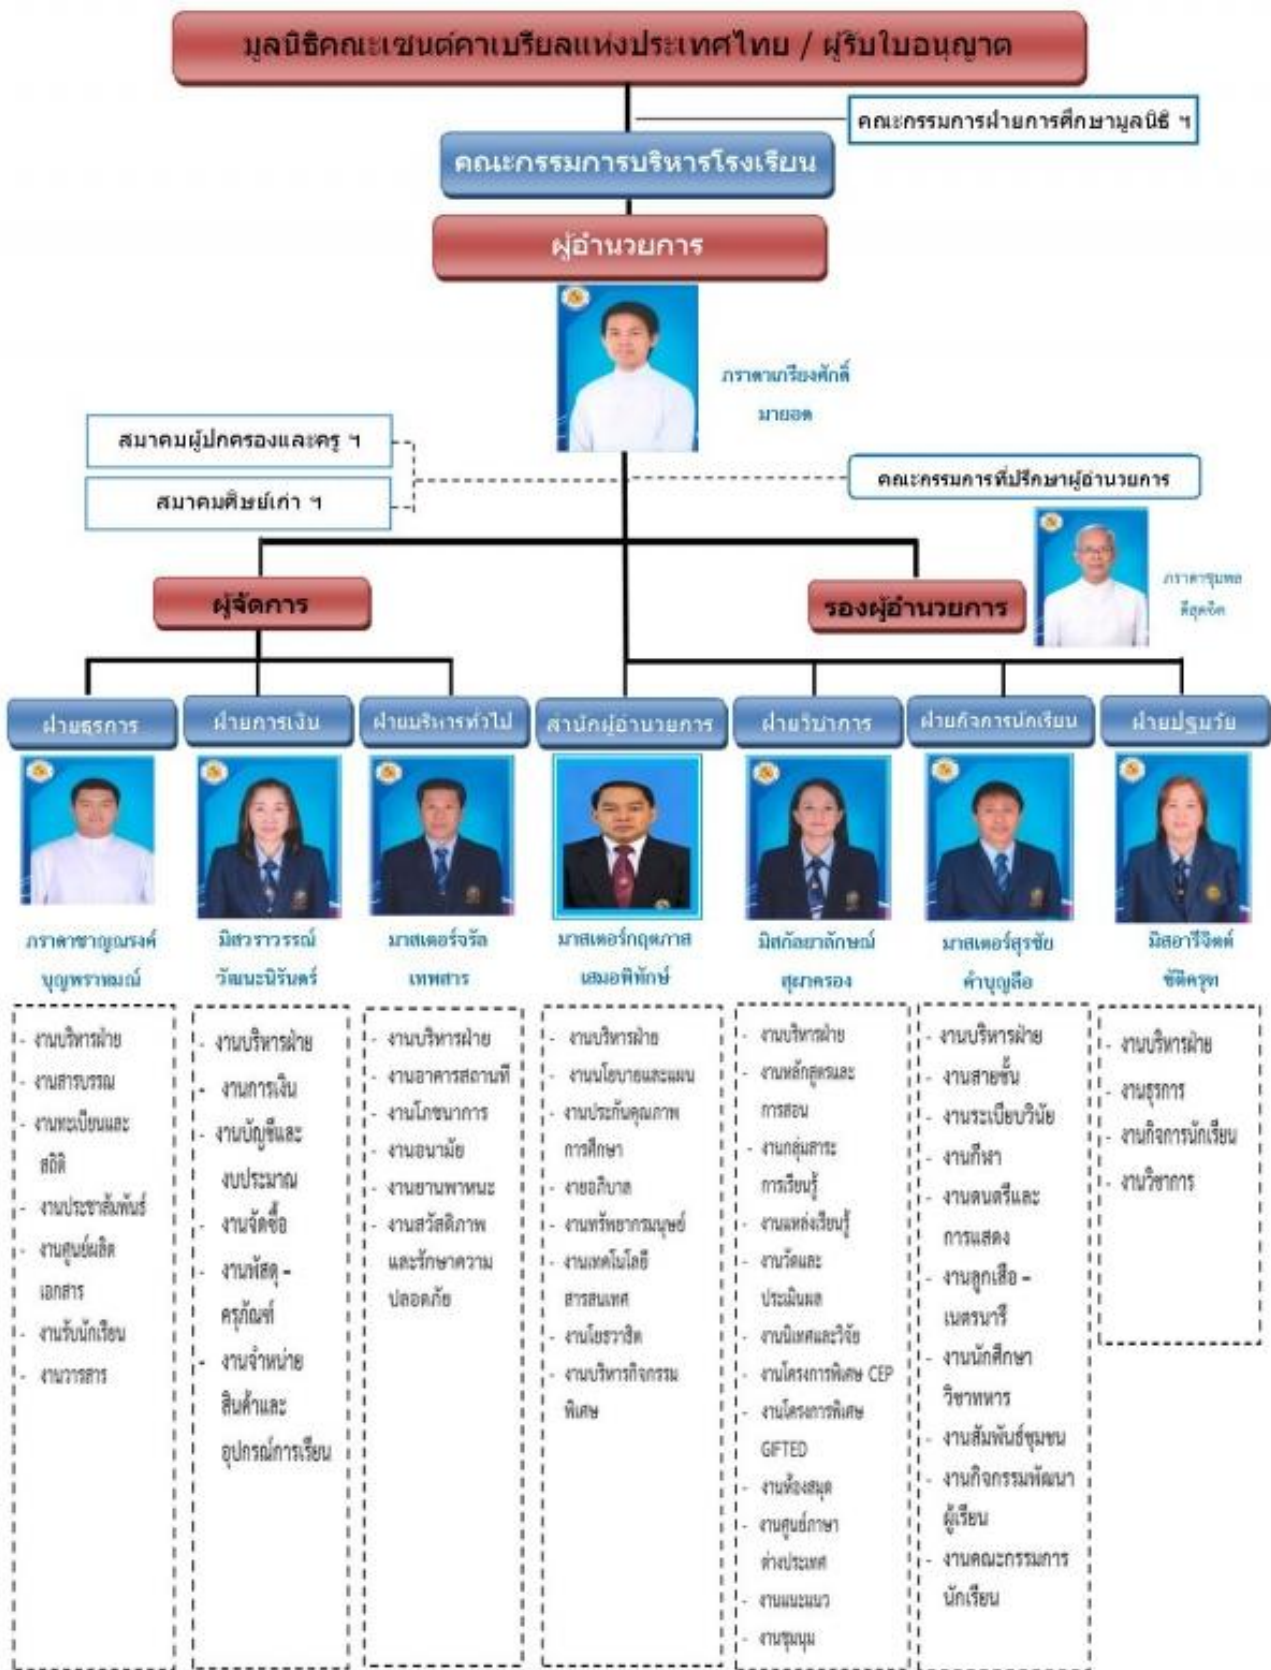 มูลนิธิคณะเซนต์คาเบรียลแห่งประเทศไทย / ผู้รับใบอนุญาต
คณะกรรมการฝ่ายการศึกษามูลนิธิ ฯ
คณะกรรมการบริหารโรงเรียน
ผู้อำนวยการ
ภราดาเกรียงศักดิ์
มายอด
สมาคมผู้ปกครองและครู ฯ
สมาคมศิษย์เก่า ฯ
คณะกรรมการที่ปรึกษาผู้อำนวยการ
ภราดาชุมพล
ดีสุดจิต
ผู้จัดการ
รองผู้อำนวยการ
ฝ่ายธุรการ
ภราดาชาญณรงค์
บุญพราหมณ์
- งานบริหารฝ่าย
- งานสารบรรณ
- งานทะเบียนและ
สถิติ
- งานประชาสัมพันธ์
- งานศูนย์ผลิต
เอกสาร
- งานรับนักเรียน
- งานวารสาร
ฝ่ายการเงิน
มิสวราวรรณ์
วัฒนะนิรันดร์
- งานบริหารฝ่าย
- งานการเงิน
- งานบัญชีและ
งบประมาณ
- งานจัดซื้อ
- งานพัสดุ –
ครุภัณฑ์
- งานจำหน่าย
สินค้าและ
อุปกรณ์การเรียน
ฝ่ายบริหารทั่วไป
มาสเตอร์จรัล
เทพสาร
- งานบริหารฝ่าย
- งานอาคารสถานที่
- งานโภชนาการ
- งานอนามัย
- งานยานพาหนะ
- งานสวัสดิภาพ
และรักษาความ
ปลอดภัย
สำนักผู้อำนวยการ
มาสเตอร์กฤตภาส
เสมอพิทักษ์
- งานบริหารฝ่าย
- งานนโยบายและแผน
- งานประกันคุณภาพ
การศึกษา
- งายอภิบาล
- งานทรัพยากรมนุษย์
- งานเทคโนโลยี
สารสนเทศ
- งานโยธวาฑิต
- งานบริหารกิจกรรม
พิเศษ
ฝ่ายวิชาการ
มิสกัลยาลักษณ์
สุผาครอง
- งานบริหารฝ่าย
- งานหลักสูตรและ
การสอน
- งานกลุ่มสาระ
การเรียนรู้
- งานแหล่งเรียนรู้
- งานวัดและ
ประเมินผล
- งานนิเทศและวิจัย
- งานโครงการพิเศษ CEP
- งานโครงการพิเศษ
GIFTED
- งานห้องสมุด
- งานศูนย์ภาษา
ต่างประเทศ
- งานแนะแนว
- งานชุมนุม
ฝ่ายกิจการนักเรียน
มาสเตอร์สุรชัย
คำบุญลือ
- งานบริหารฝ่าย
- งานสายชั้น
- งานระเบียบวินัย
- งานกีฬา
- งานดนตรีและ
การแสดง
- งานลูกเสือ –
เนตรนารี
- งานนักศึกษา
วิชาทหาร
- งานสัมพันธ์ชุมชน
- งานกิจกรรมพัฒนา
ผู้เรียน
- งานคณะกรรมการ
นักเรียน
ฝ่ายปฐมวัย
มิสอารีจิตต์
ขัติครุฑ
- งานบริหารฝ่าย
- งานธุรการ
- งานกิจการนักเรียน
- งานวิชาการ